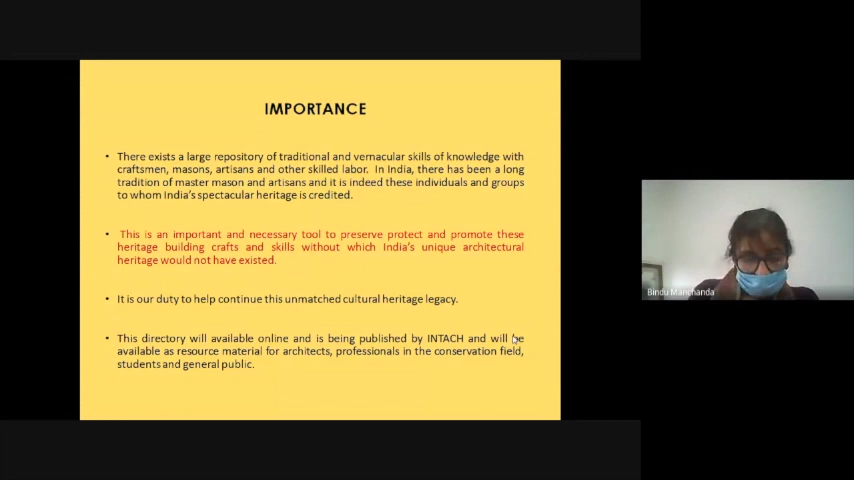 IMPORTANCE
• There exists a large repository of traditional and vernacular skills of knowledge with
craftsmen, masons, artisans and other skilled labor. In India, there has been a long
tradition of master mason and artisans and it is indeed these individuals and groups
to whom India's spectacular heritage is credited.
• This is an important and necessary tool to preserve protect and promote these
heritage building crafts and skills without which India's unique architectural
heritage would not have existed.
• It is our duty to help continue this unmatched cultural heritage legacy.
• This directory will available online and is being published by INTACH and will be
available as resource material for architects, professionals in the conservation field,
students and general public.
Bindu Manchanda